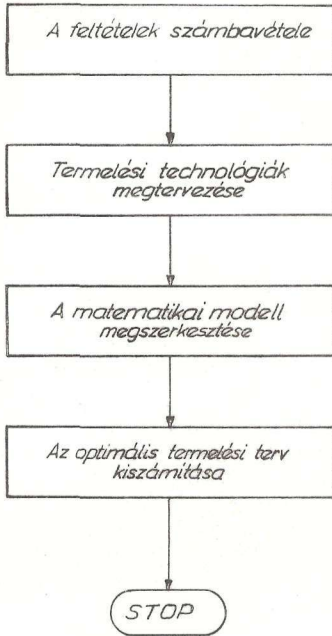 A feltételek számbavétele
Termelési technológiák
megtervezése
A matematikai modell
megszerkesztése
Az optimális termelési terv
kiszámítása
STOP